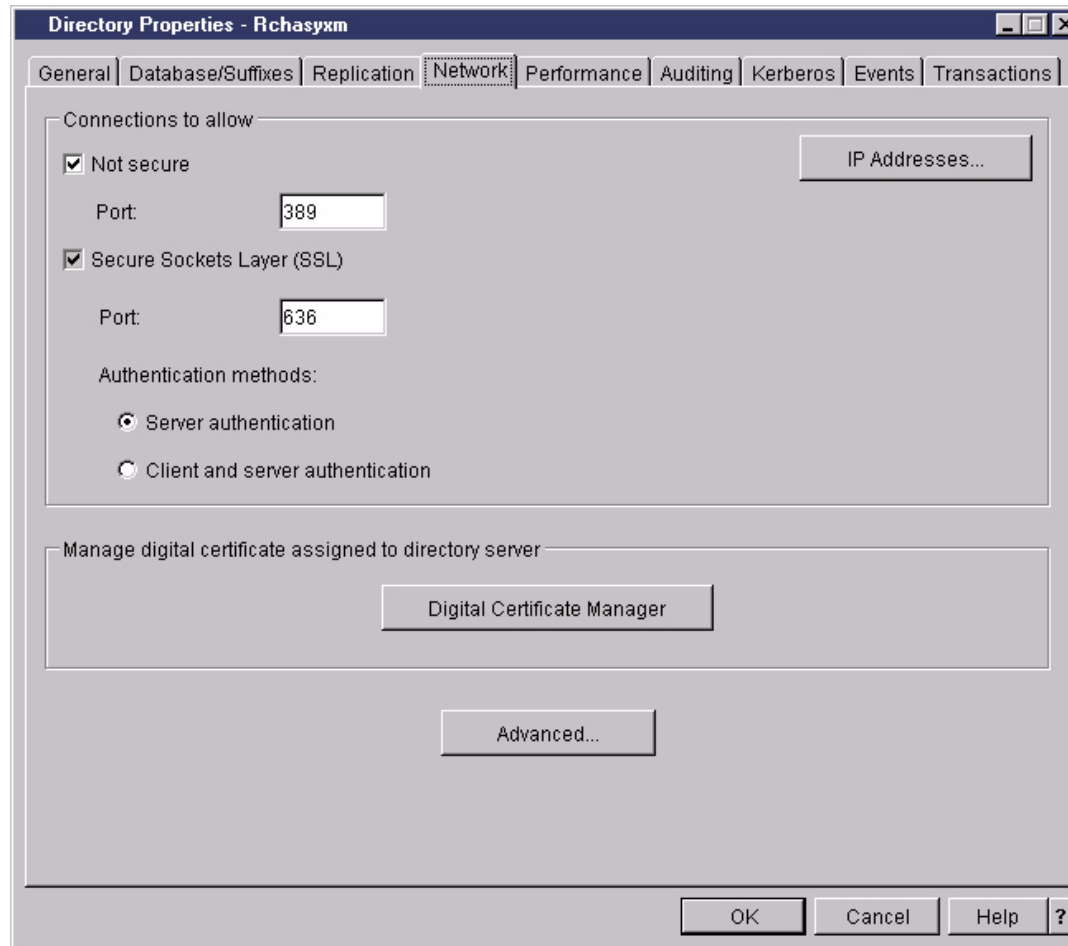 Directory Properties - Rchasyxm
General Database/Suffixes Replication Network Performance Auditing Kerberos Events Transactions
Connections to allow
Not secure
IP Addresses...
Port: 389
Secure Sockets Layer (SSL)
Port: 636
Authentication methods:
Server authentication
Client and server authentication
Manage digital certificate assigned to directory server
Digital Certificate Manager
Advanced...
OK Cancel Help ?